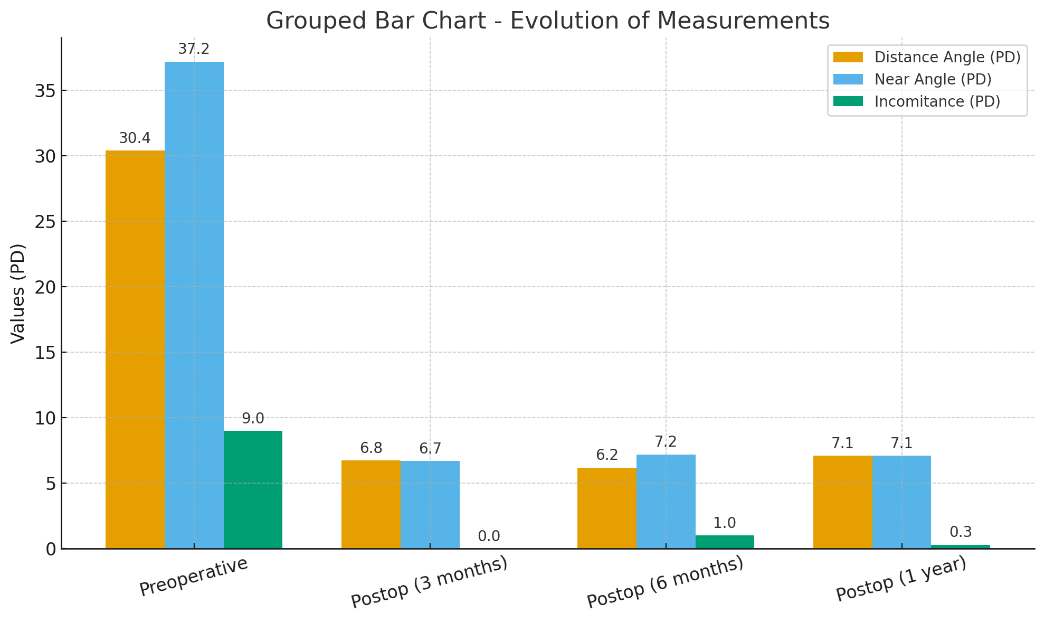 Grouped Bar Chart - Evolution of Measurements
Distance Angle (PD)
Near Angle (PD)
Incomitance (PD)
Values (PD)
35
30
25
20
15
10
5
0
30.4
37.2
9.0
6.8
6.7
0.0
6.2
7.2
1.0
7.1
7.1
0.3
Preoperative
Postop (3 months)
Postop (6 months)
Postop (1 year)